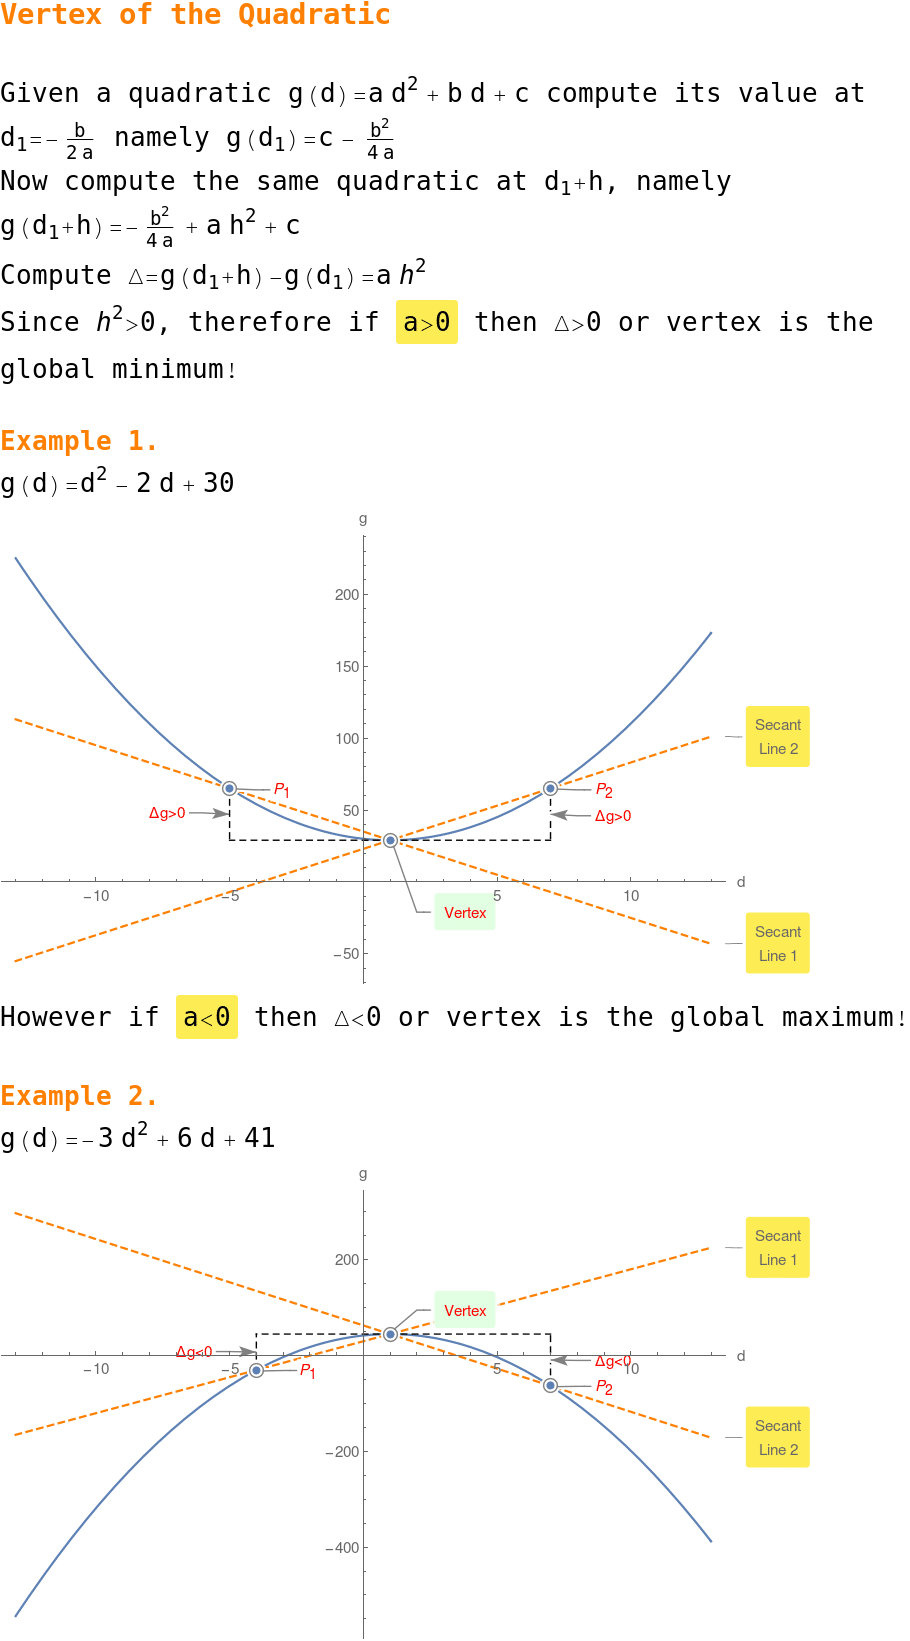 Vertex of the Quadratic
Given a quadratic g(d)=a d² + b d + c compute its value at
d₁=- b/(2 a) namely g(d₁)=c - b²/(4 a)
Now compute the same quadratic at d₁+h, namely
g(d₁+h)=- b²/(4 a) + a h² + c
Compute Δ=g(d₁+h)-g(d₁)=a h²
Since h²>0, therefore if a>0 then Δ>0 or vertex is the
global minimum!
Example 1.
g(d)=d² - 2 d + 30
g
200
150
100
50
-50
-10
-5
5
10
d
P₁
P₂
Δg>0
Δg>0
Vertex
Secant
Line 2
Secant
Line 1
However if a<0 then Δ<0 or vertex is the global maximum!
Example 2.
g(d)=-3 d² + 6 d + 41
g
200
-200
-400
-10
-5
5
10
d
Vertex
Δg<0
P₁
Δg<0
P₂
Secant
Line 1
Secant
Line 2